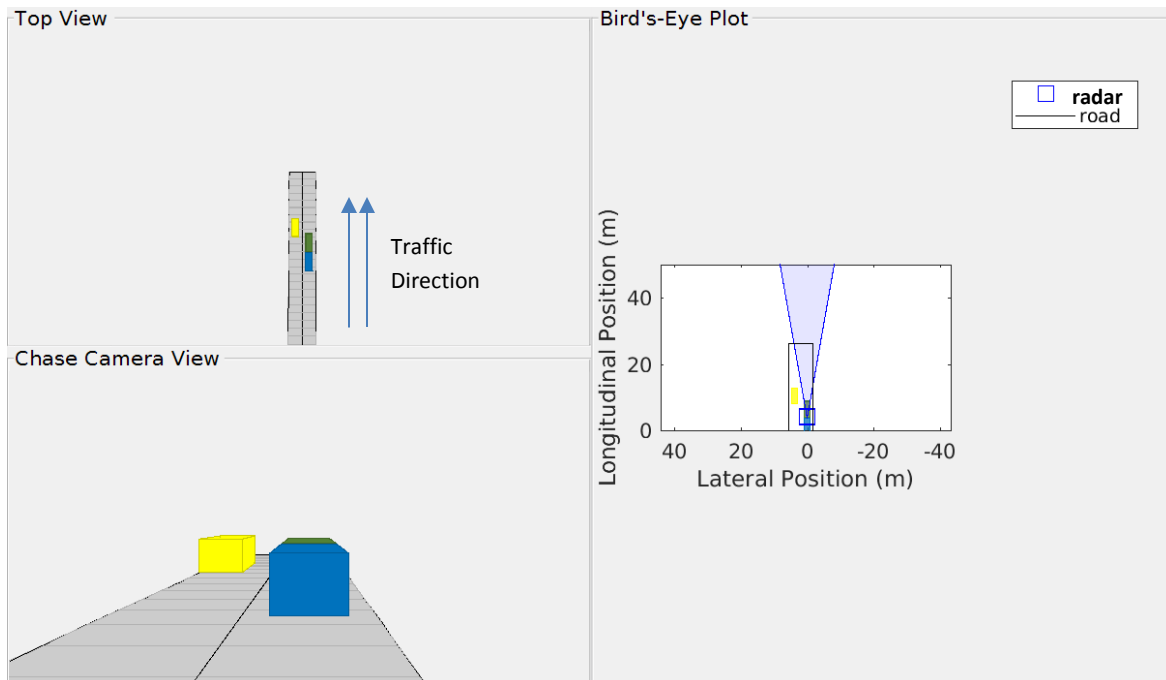 Top View
Traffic
Direction
Chase Camera View
Bird's-Eye Plot
radar
road
Longitudinal Position (m)
40
20
0
40 20 0 -20 -40
Lateral Position (m)